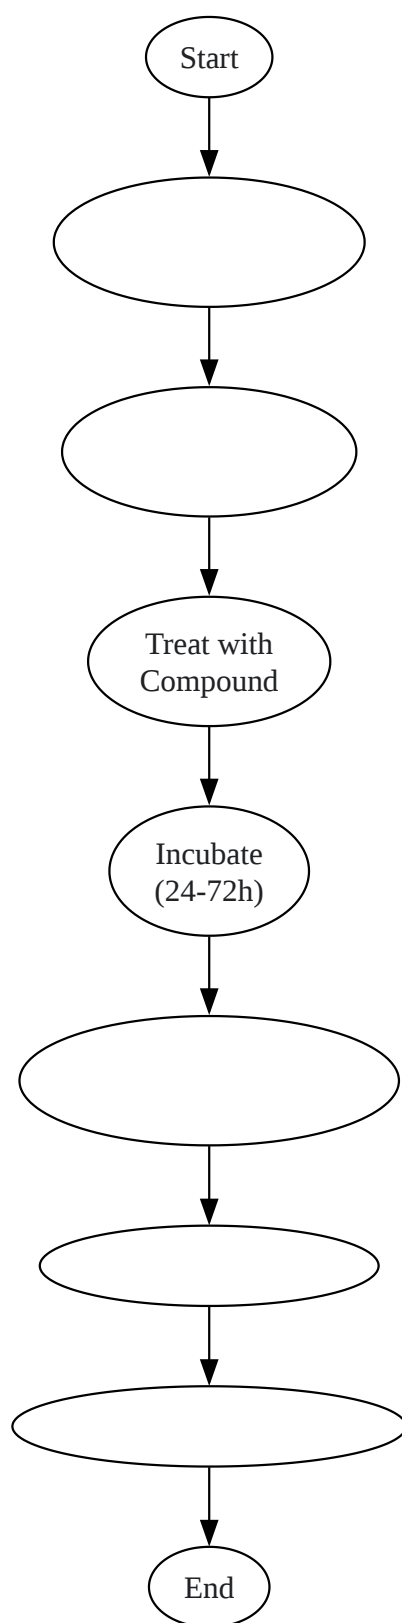 Start
Treat with
Compound
Incubate
(24-72h)
End